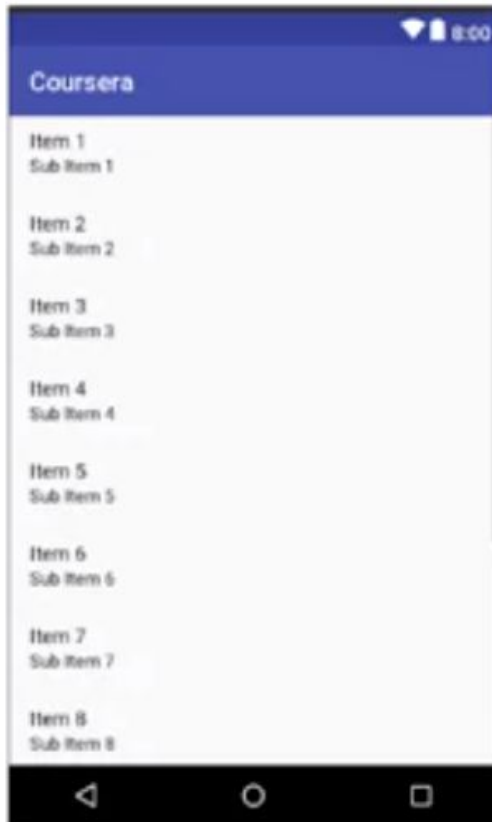 8:00
Coursera
Item 1
Sub Item 1
Item 2
Sub Item 2
Item 3
Sub Item 3
Item 4
Sub Item 4
Item 5
Sub Item 5
Item 6
Sub Item 6
Item 7
Sub Item 7
Item 8
Sub Item 8